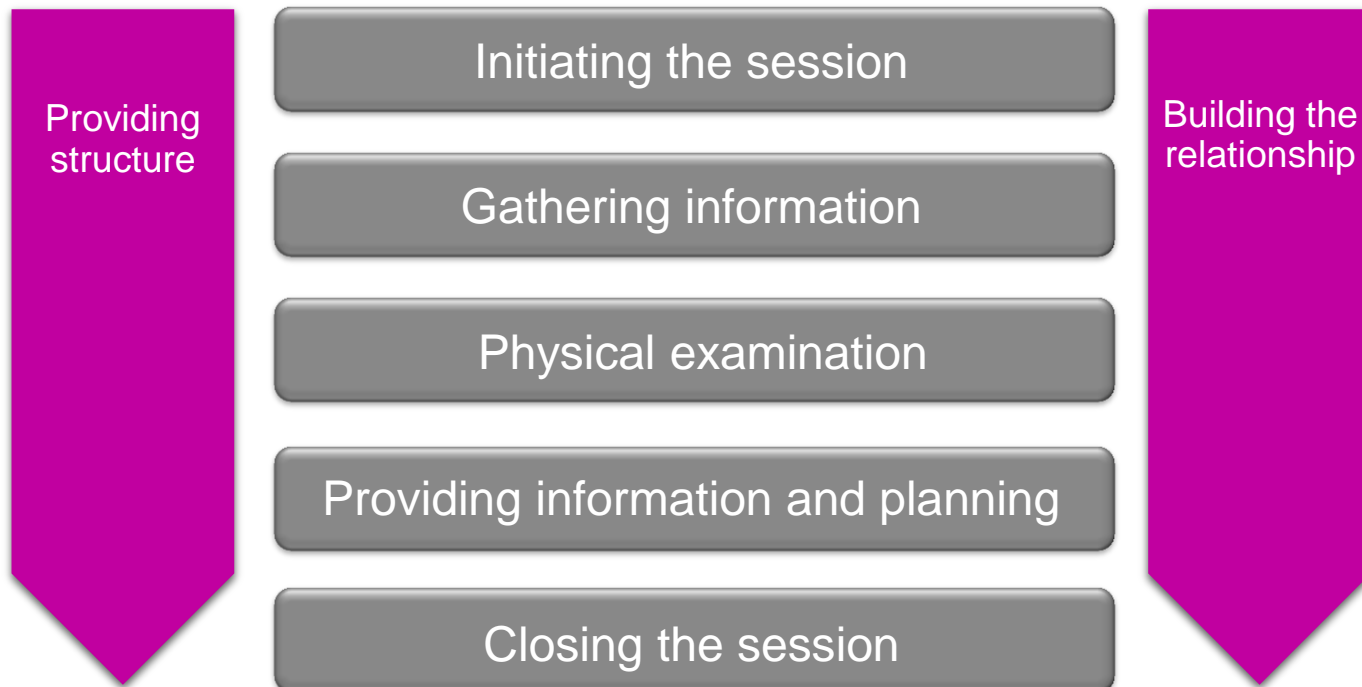 Providing
structure
Initiating the session
Gathering information
Physical examination
Providing information and planning
Closing the session
Building the
relationship